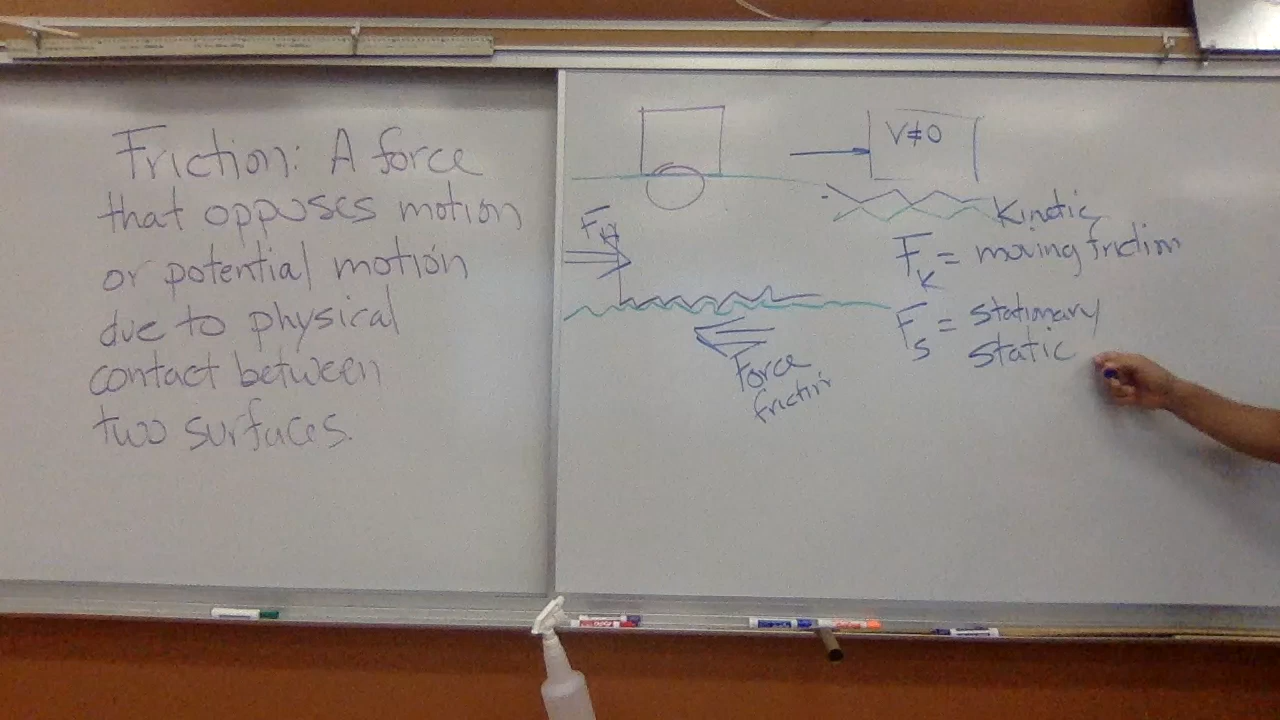 Friction: A force
that opposes motion
or potential motion
due to physical
contact between
two surfaces.
V≠0
Kinetic
F_K = moving friction
F_S = stationary
static
Force
friction